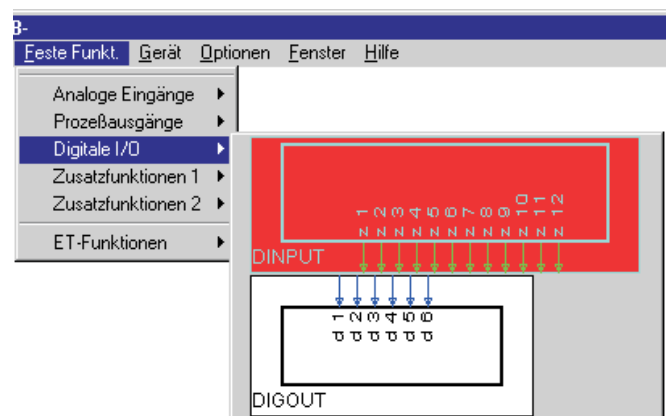 8-
Feste Funkt. Gerät Optionen Fenster Hilfe
Analoge Eingänge
Prozeßausgänge
Digitale I/O
Zusatzfunktionen 1
Zusatzfunktionen 2
ET-Funktionen
z 1 z 2 z 3 z 4 z 5 z 6 z 7 z 8 z 9 z 10 z 11 z 12
DINPUT
d 1 d 2 d 3 d 4 d 5 d 6
DIGOUT